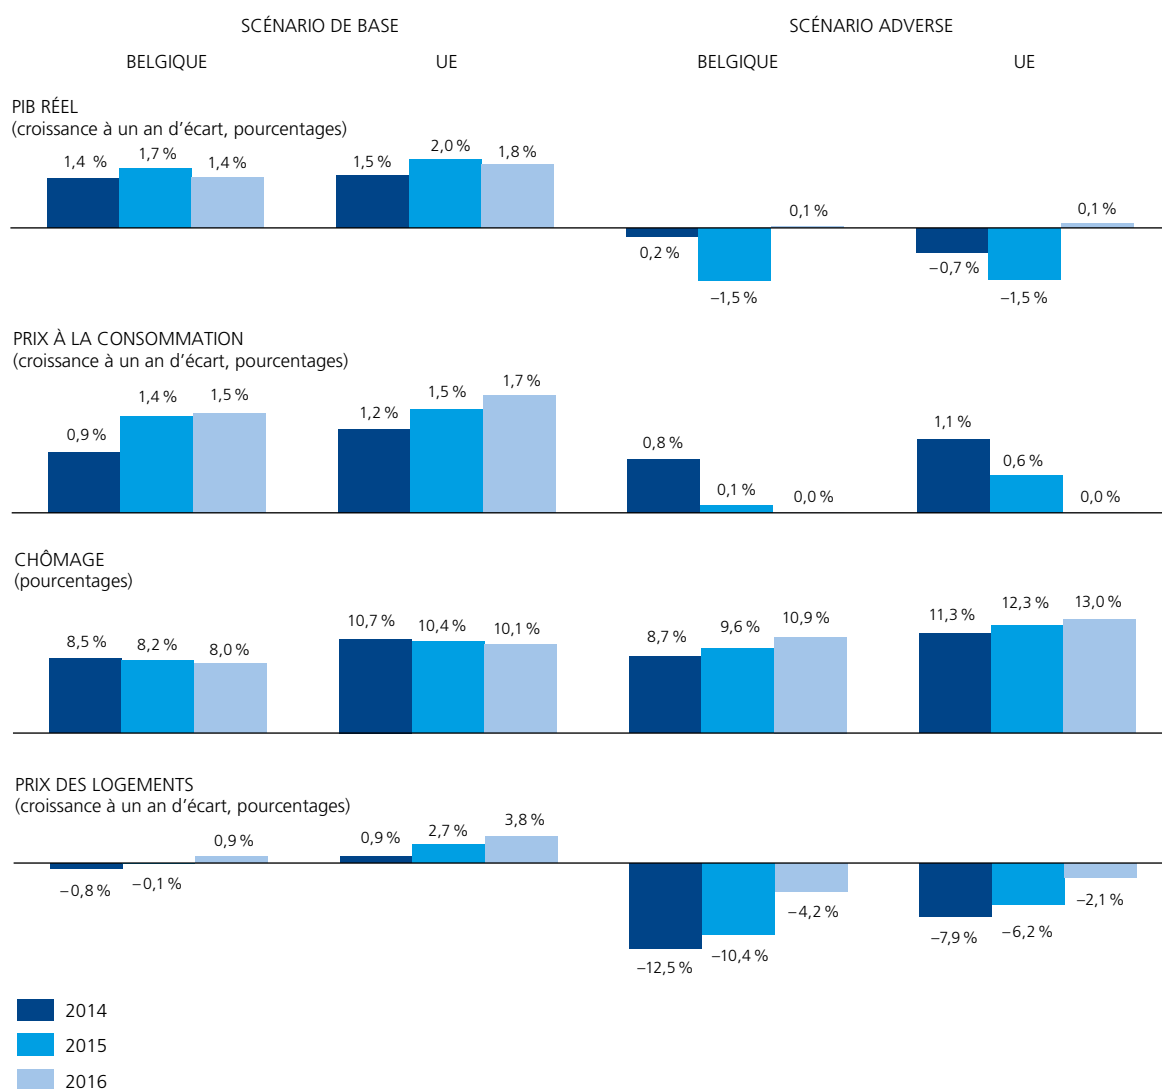 SCÉNARIO DE BASE SCÉNARIO ADVERSE
BELGIQUE UE BELGIQUE UE
PIB RÉEL
(croissance à un an d’écart, pourcentages)
1,4 % 1,7 % 1,4 % 1,5 % 2,0 % 1,8 % 0,2 % −1,5 % 0,1 % −0,7 % −1,5 % 0,1 %
PRIX À LA CONSOMMATION
(croissance à un an d’écart, pourcentages)
0,9 % 1,4 % 1,5 % 1,2 % 1,5 % 1,7 % 0,8 % 0,1 % 0,0 % 1,1 % 0,6 % 0,0 %
CHÔMAGE
(pourcentages)
8,5 % 8,2 % 8,0 % 10,7 % 10,4 % 10,1 % 8,7 % 9,6 % 10,9 % 11,3 % 12,3 % 13,0 %
PRIX DES LOGEMENTS
(croissance à un an d’écart, pourcentages)
−0,8 % −0,1 % 0,9 % 0,9 % 2,7 % 3,8 % −12,5 % −10,4 % −4,2 % −7,9 % −6,2 % −2,1 %
2014
2015
2016